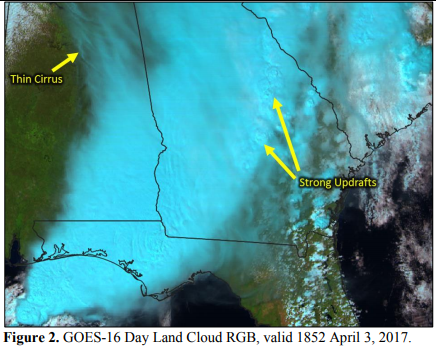 Thin Cirrus
Strong Updrafts
Figure 2. GOES-16 Day Land Cloud RGB, valid 1852 April 3, 2017.